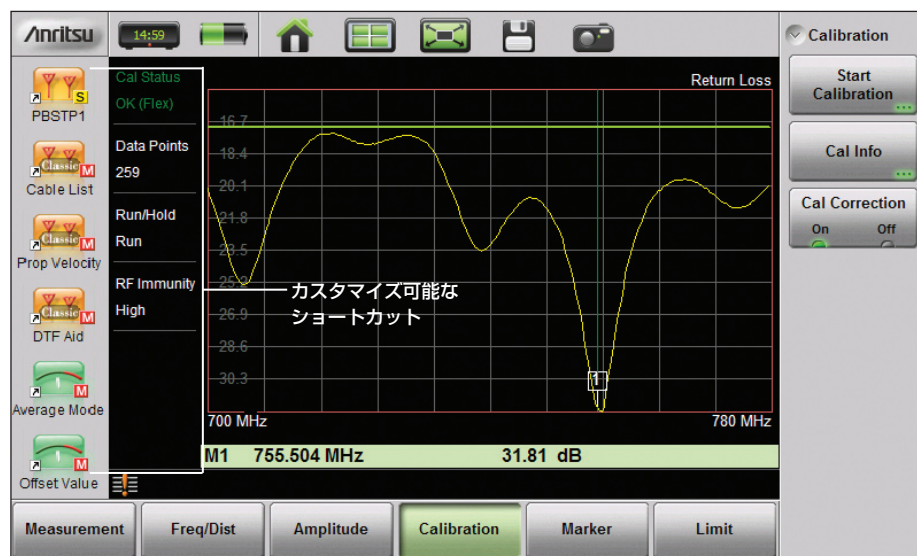 Anritsu
14:59
Calibration
PBSTP1
S
Classic M
Cable List
Classic M
Prop Velocity
Classic M
DTF Aid
M
Average Mode
M
Offset Value
Cal Status
OK (Flex)
Data Points
259
Run/Hold
Run
RF Immunity
High
Return Loss
16.7
18.4
20.1
21.8
23.5
25.2
26.9
28.6
30.3
カスタマイズ可能な
ショートカット
1
700 MHz
780 MHz
M1 755.504 MHz 31.81 dB
Start
Calibration
Cal Info
Cal Correction
On Off
Measurement Freq/Dist Amplitude Calibration Marker Limit